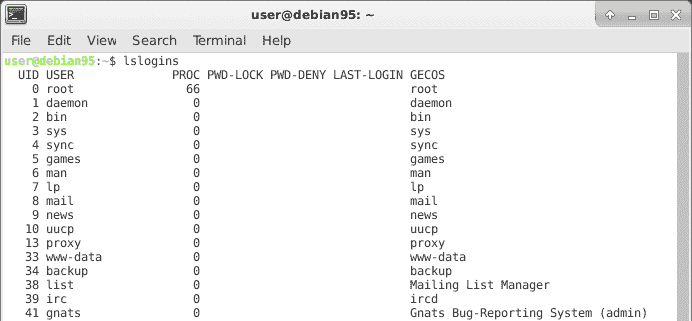 user@debian95: ~
File Edit View Search Terminal Help
user@debian95:~$ lslogins
UID USER PROC PWD-LOCK PWD-DENY LAST-LOGIN GECOS
0 root 66 root
1 daemon 0 daemon
2 bin 0 bin
3 sys 0 sys
4 sync 0 sync
5 games 0 games
6 man 0 man
7 lp 0 lp
8 mail 0 mail
9 news 0 news
10 uucp 0 uucp
13 proxy 0 proxy
33 www-data 0 www-data
34 backup 0 backup
38 list 0 Mailing List Manager
39 irc 0 ircd
41 gnats 0 Gnats Bug-Reporting System (admin)